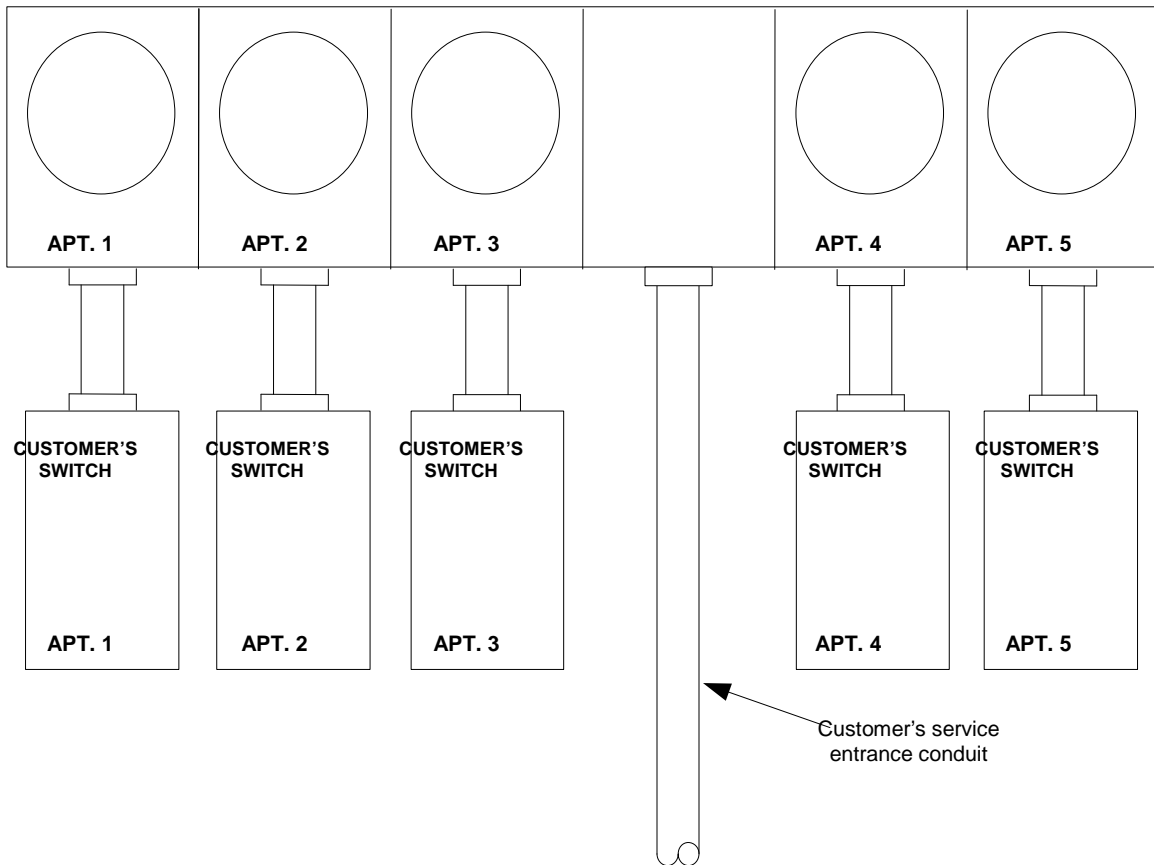 APT. 1
APT. 2
APT. 3
APT. 4
APT. 5
CUSTOMER'S
SWITCH
CUSTOMER'S
SWITCH
CUSTOMER'S
SWITCH
CUSTOMER'S
SWITCH
CUSTOMER'S
SWITCH
APT. 1
APT. 2
APT. 3
APT. 4
APT. 5
Customer's service
entrance conduit